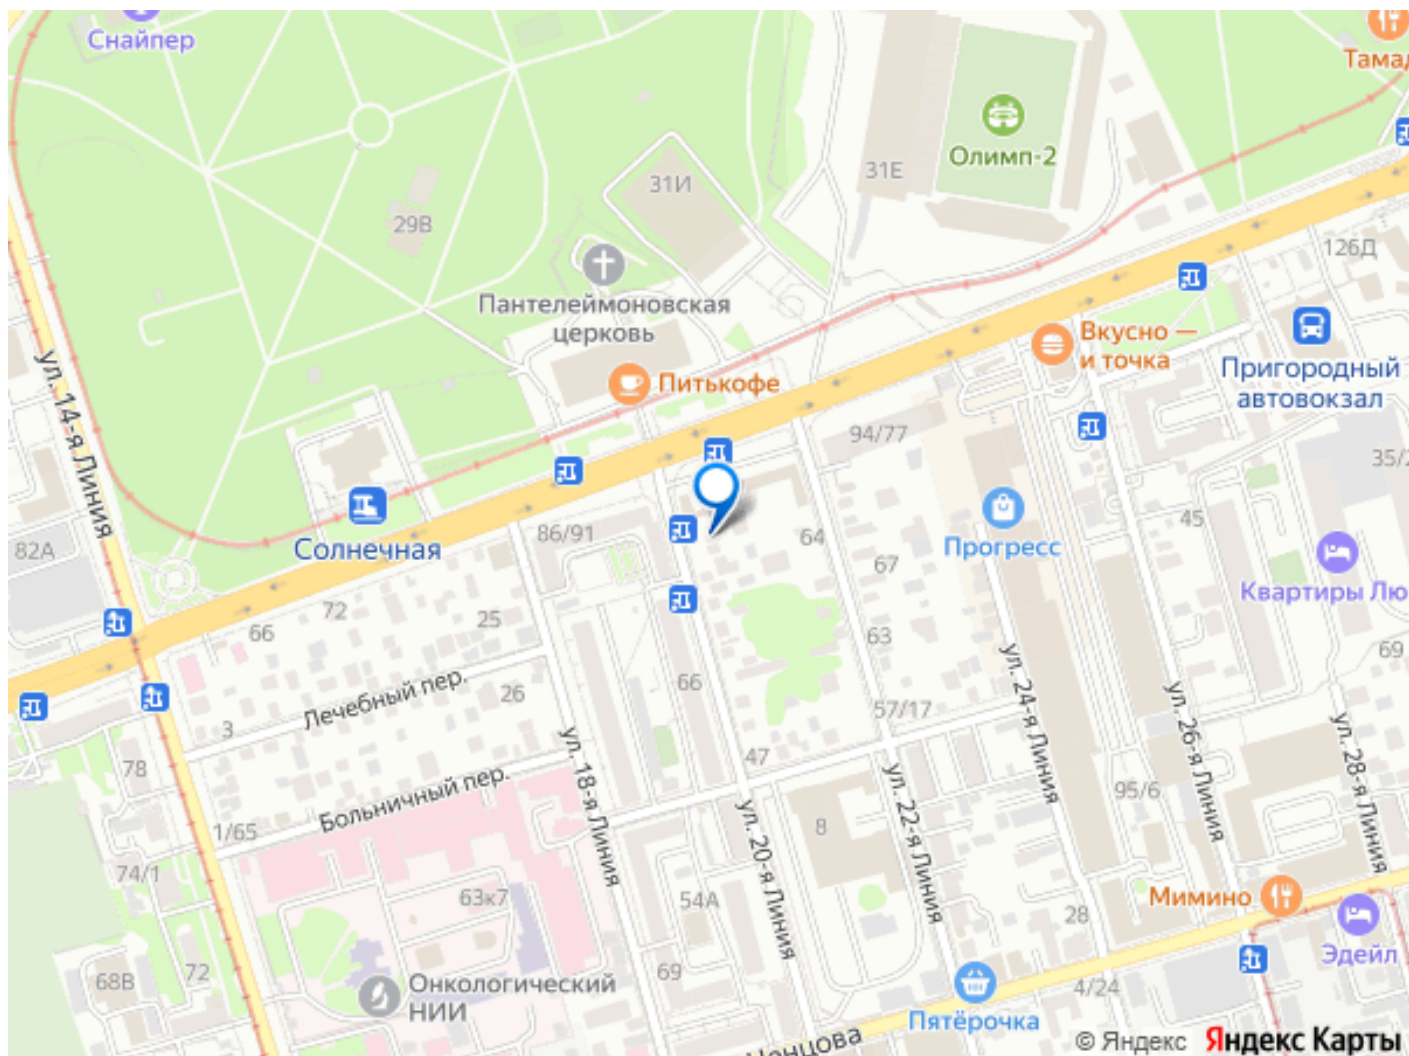 Снайпер
Тамад
Олимп-2
31Е
31И
29В
126Д
Пантелеймоновская
церковь
Вкусно —
и точка
Пригородный
автовокзал
Питькофе
ул. 14-я Линия
94/77
35/2
82А
Солнечная
86/91
64
Прогресс
45
67
Квартиры Лю
72
66
25
63
69
Лечебный пер.
26
66
57/17
ул. 24-я Линия
ул. 26-я Линия
ул. 28-я Линия
3
78
47
ул. 18-я Линия
Больничный пер.
1/65
95/6
8
ул. 20-я Линия
ул. 22-я Линия
74/1
63к7
54А
Мимино
28
Эдейл
72
68В
69
Онкологический
НИИ
4/24
Пятёрочка
Ченцова
© Яндекс Яндекс Карты